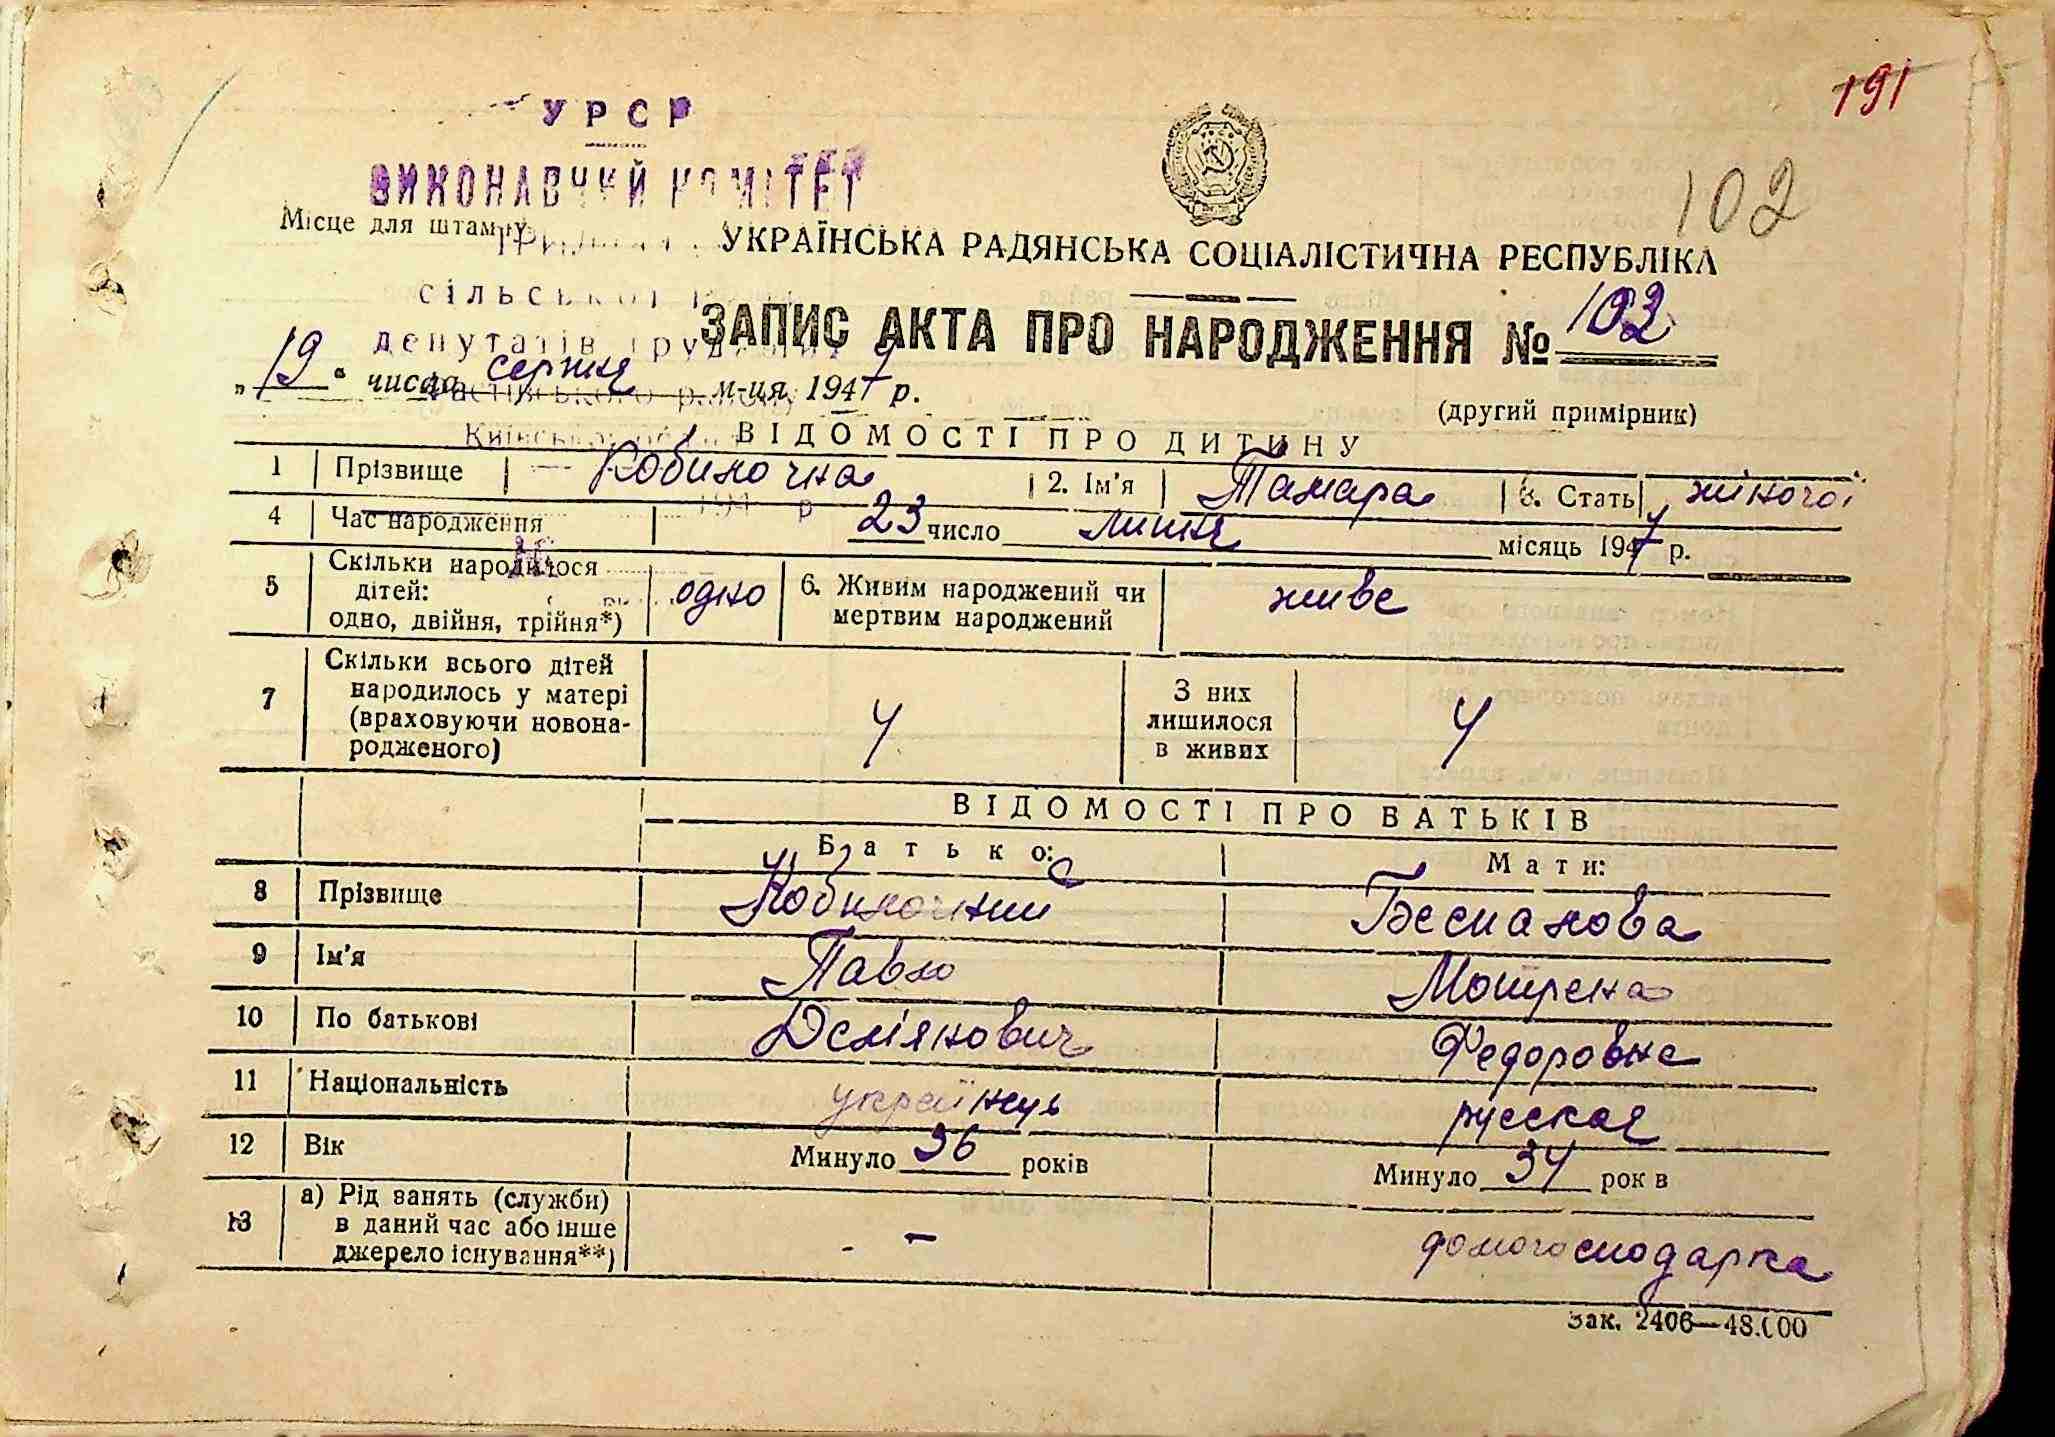 191
102
УРСР
ВИКОНАВЧИЙ КОМІТЕТ
Місце для штампу
УКРАЇНСЬКА РАДЯНСЬКА СОЦІАЛІСТИЧНА РЕСПУБЛІКА
сільської
депутатів
ЗАПИС АКТА ПРО НАРОДЖЕННЯ № 102
„19“ числа серпня м-ця 1947 р.
(другий примірник)
ВІДОМОСТІ ПРО ДИТИНУ
1 Прізвище Кобиночна 2. Ім'я Тамара 3. Стать жіночої
4 Час народження 23 число липня місяць 1947 р.
5 Скільки народилося дітей: одно, двійня, трійня*) одно 6. Живим народжений чи мертвим народжений живе
7 Скільки всього дітей народилось у матері (враховуючи новонародженого) 4 З них лишилося в живих 4
ВІДОМОСТІ ПРО БАТЬКІВ
Батько: Мати:
8 Прізвище Кобиночний
9 Ім'я Павло Мотрена
10 По батькові Дем'янович Федоровна
11 Національність українець русская
12 Вік Минуло 36 років Минуло 34 рок в
13 а) Рід занять (служби) в даний час або інше джерело існування**) - домогосподарка
Зак. 2406—48.000